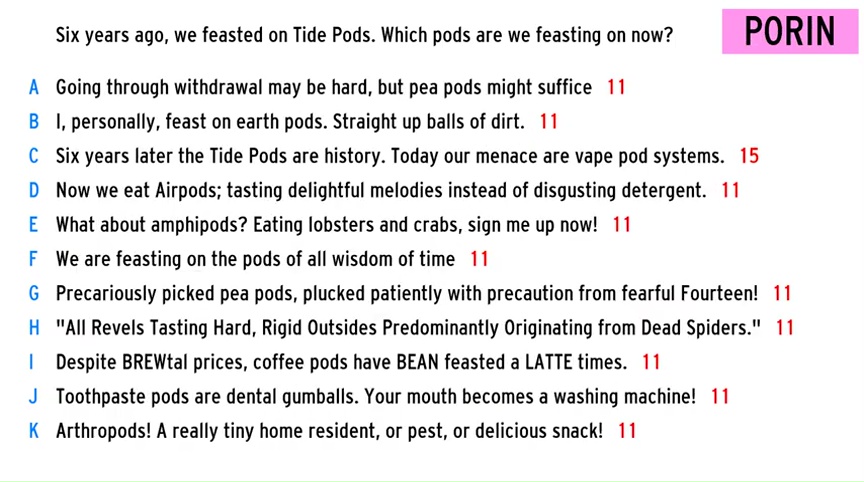 Six years ago, we feasted on Tide Pods. Which pods are we feasting on now?
PORIN
A Going through withdrawal may be hard, but pea pods might suffice 11
B I, personally, feast on earth pods. Straight up balls of dirt. 11
C Six years later the Tide Pods are history. Today our menace are vape pod systems. 15
D Now we eat Airpods; tasting delightful melodies instead of disgusting detergent. 11
E What about amphipods? Eating lobsters and crabs, sign me up now! 11
F We are feasting on the pods of all wisdom of time 11
G Precariously picked pea pods, plucked patiently with precaution from fearful Fourteen! 11
H "All Revels Tasting Hard, Rigid Outsides Predominantly Originating from Dead Spiders." 11
I Despite BREWtal prices, coffee pods have BEAN feasted a LATTE times. 11
J Toothpaste pods are dental gumballs. Your mouth becomes a washing machine! 11
K Arthropods! A really tiny home resident, or pest, or delicious snack! 11